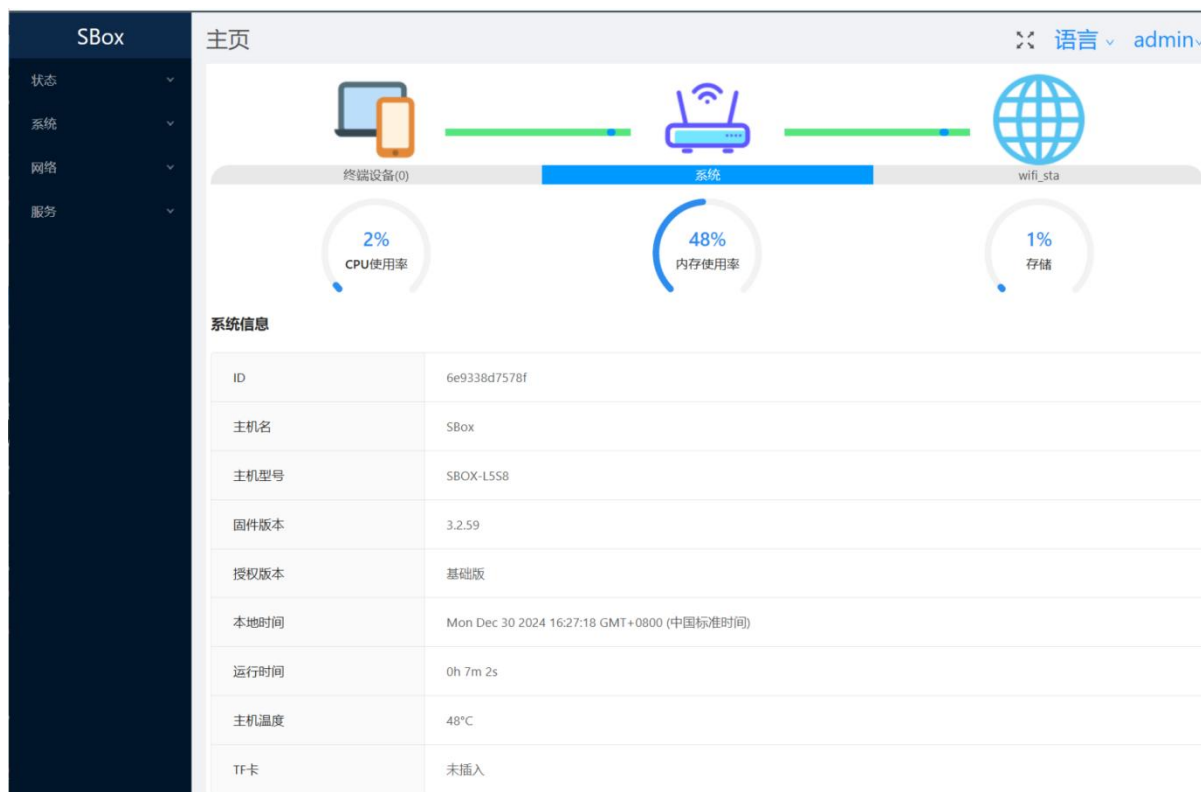 SBox
主页
语言
admin
状态
系统
网络
服务
终端设备(0)
系统
wifi_sta
2%
CPU使用率
48%
内存使用率
1%
存储
系统信息
ID 6e9338d7578f
主机名 SBox
主机型号 SBOX-L5S8
固件版本 3.2.59
授权版本 基础版
本地时间 Mon Dec 30 2024 16:27:18 GMT+0800 (中国标准时间)
运行时间 0h 7m 2s
主机温度 48°C
TF卡 未插入